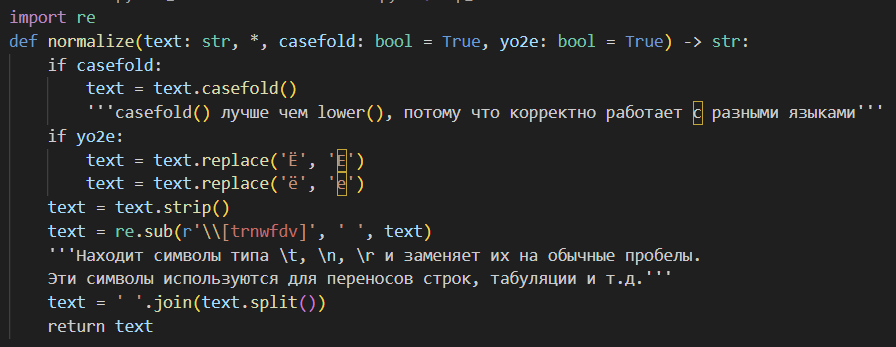 import re
def normalize(text: str, *, casefold: bool = True, yo2e: bool = True) -> str:
    if casefold:
        text = text.casefold()
        '''casefold() лучше чем lower(), потому что корректно работает с разными языками'''
    if yo2e:
        text = text.replace('Ё', 'Е')
        text = text.replace('ё', 'е')
    text = text.strip()
    text = re.sub(r'\\[trnwfdv]', ' ', text)
    '''Находит символы типа \t, \n, \r и заменяет их на обычные пробелы.
    Эти символы используются для переносов строк, табуляции и т.д.'''
    text = ' '.join(text.split())
    return text